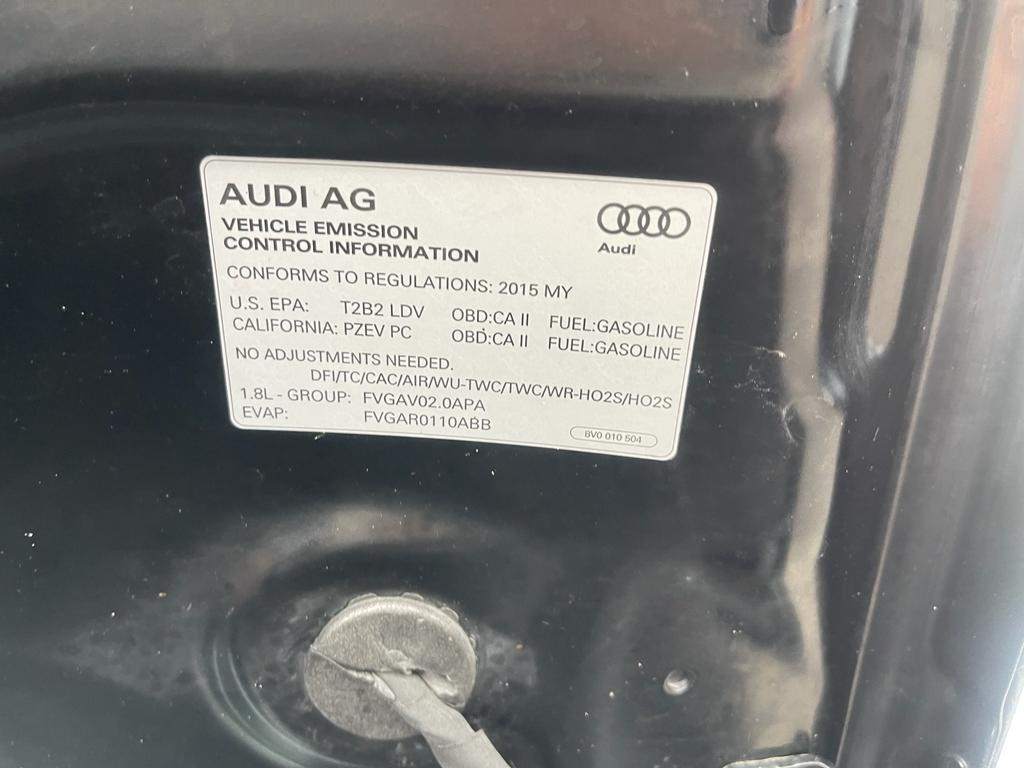 AUDI AG
Audi
VEHICLE EMISSION
CONTROL INFORMATION
CONFORMS TO REGULATIONS: 2015 MY
U.S. EPA: T2B2 LDV OBD:CA II FUEL:GASOLINE
CALIFORNIA: PZEV PC OBD:CA II FUEL:GASOLINE
NO ADJUSTMENTS NEEDED.
DFI/TC/CAC/AIR/WU-TWC/TWC/WR-HO2S/HO2S
1.8L - GROUP: FVGAV02.0APA
EVAP: FVGAR0110ABB
8V0 010 504